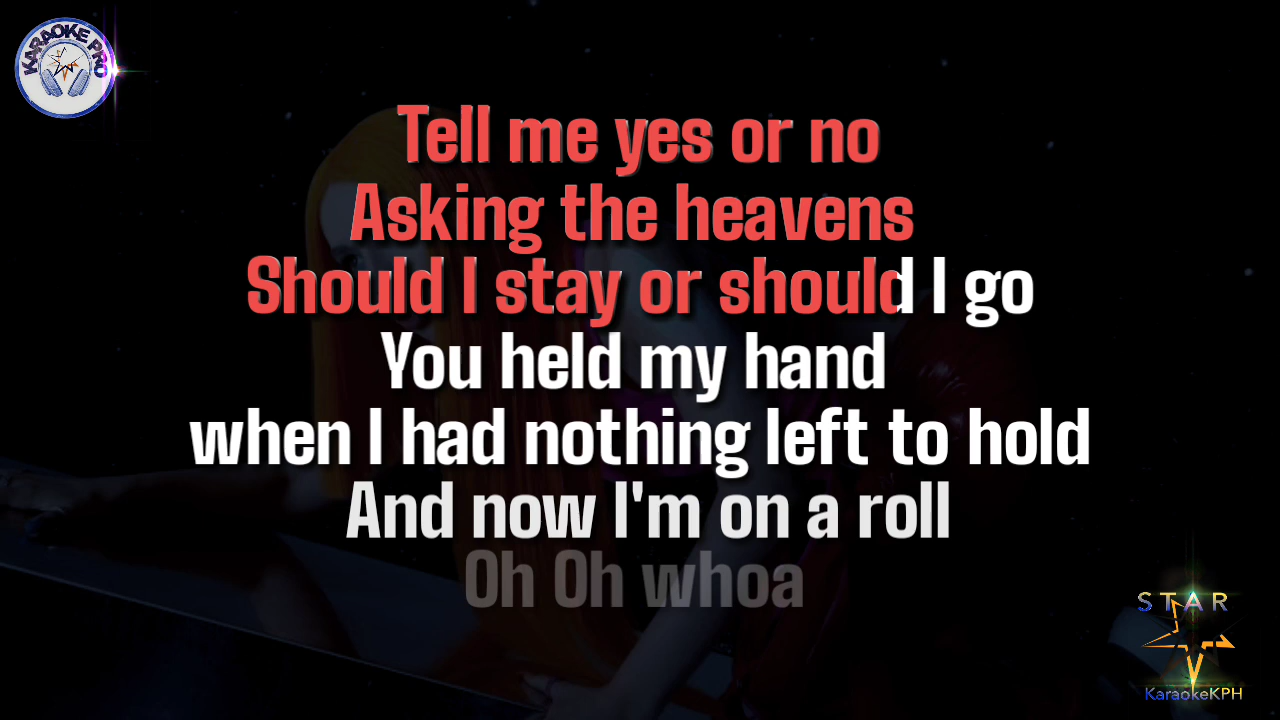 KARAOKE PRO
Tell me yes or no
Asking the heavens
Should I stay or should I go
You held my hand
when I had nothing left to hold
And now I'm on a roll
Oh Oh whoa
STAR
KaraokeKPH